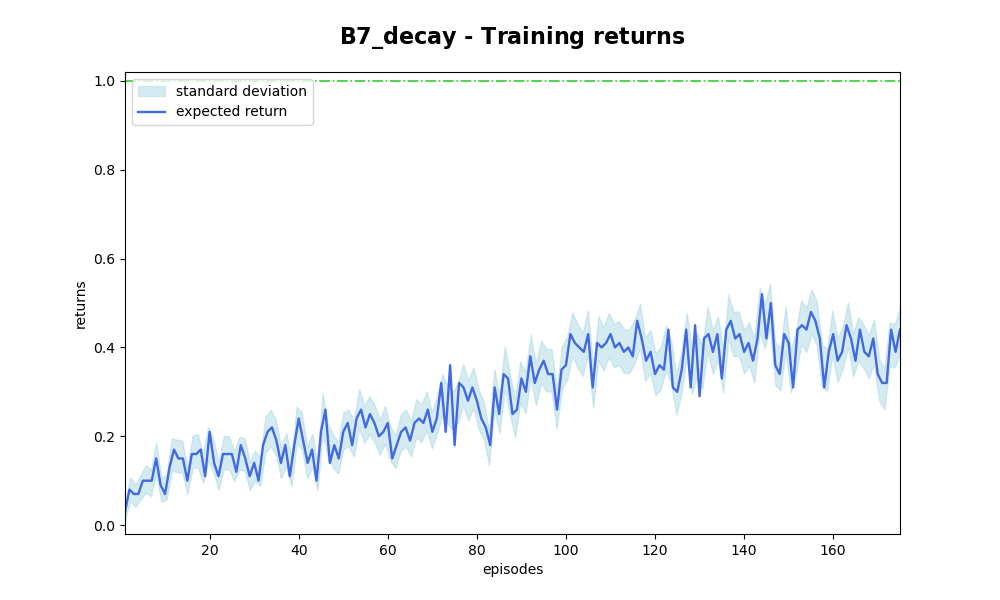 B7_decay - Training returns
1.0
0.8
0.6
0.4
0.2
0.0
returns
standard deviation
expected return
20 40 60 80 100 120 140 160
episodes